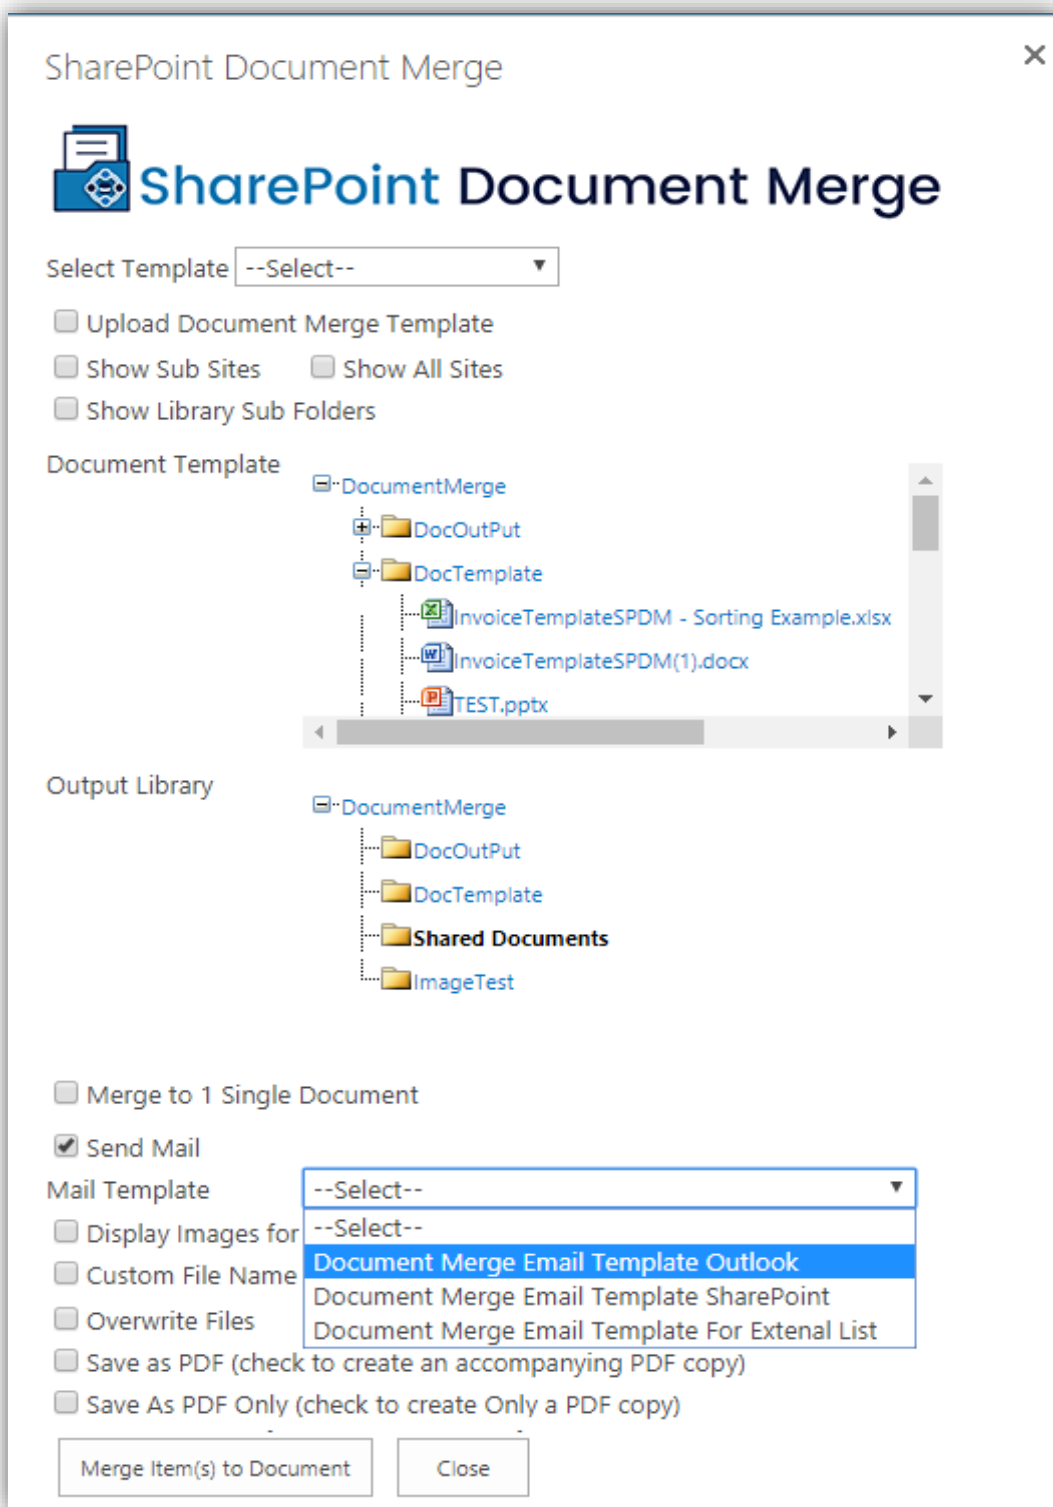 SharePoint Document Merge
SharePoint Document Merge
Select Template --Select--
Upload Document Merge Template
Show Sub Sites Show All Sites
Show Library Sub Folders
Document Template
DocumentMerge
DocOutPut
DocTemplate
InvoiceTemplateSPDM - Sorting Example.xlsx
InvoiceTemplateSPDM(1).docx
TEST.pptx
Output Library
DocumentMerge
DocOutPut
DocTemplate
Shared Documents
ImageTest
Merge to 1 Single Document
Send Mail
Mail Template --Select--
Display Images for --Select--
Custom File Name Document Merge Email Template Outlook
Document Merge Email Template SharePoint
Overwrite Files Document Merge Email Template For Extenal List
Save as PDF (check to create an accompanying PDF copy)
Save As PDF Only (check to create Only a PDF copy)
Merge Item(s) to Document Close